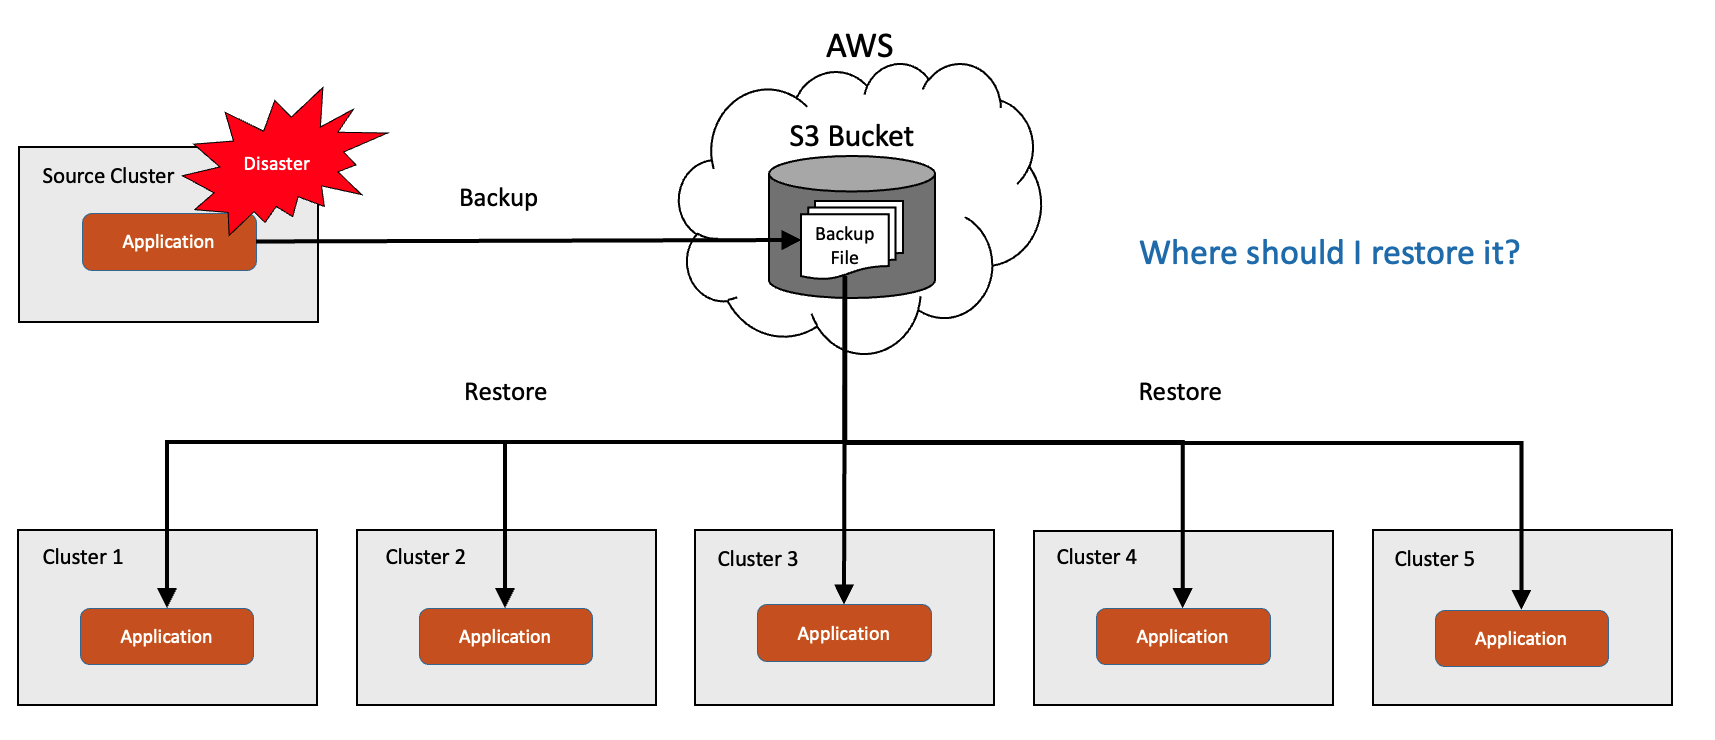 AWS
S3 Bucket
Disaster
Source Cluster
Application
Backup
Backup
File
Where should I restore it?
Restore
Restore
Cluster 1
Cluster 2
Cluster 3
Cluster 4
Cluster 5
Application
Application
Application
Application
Application